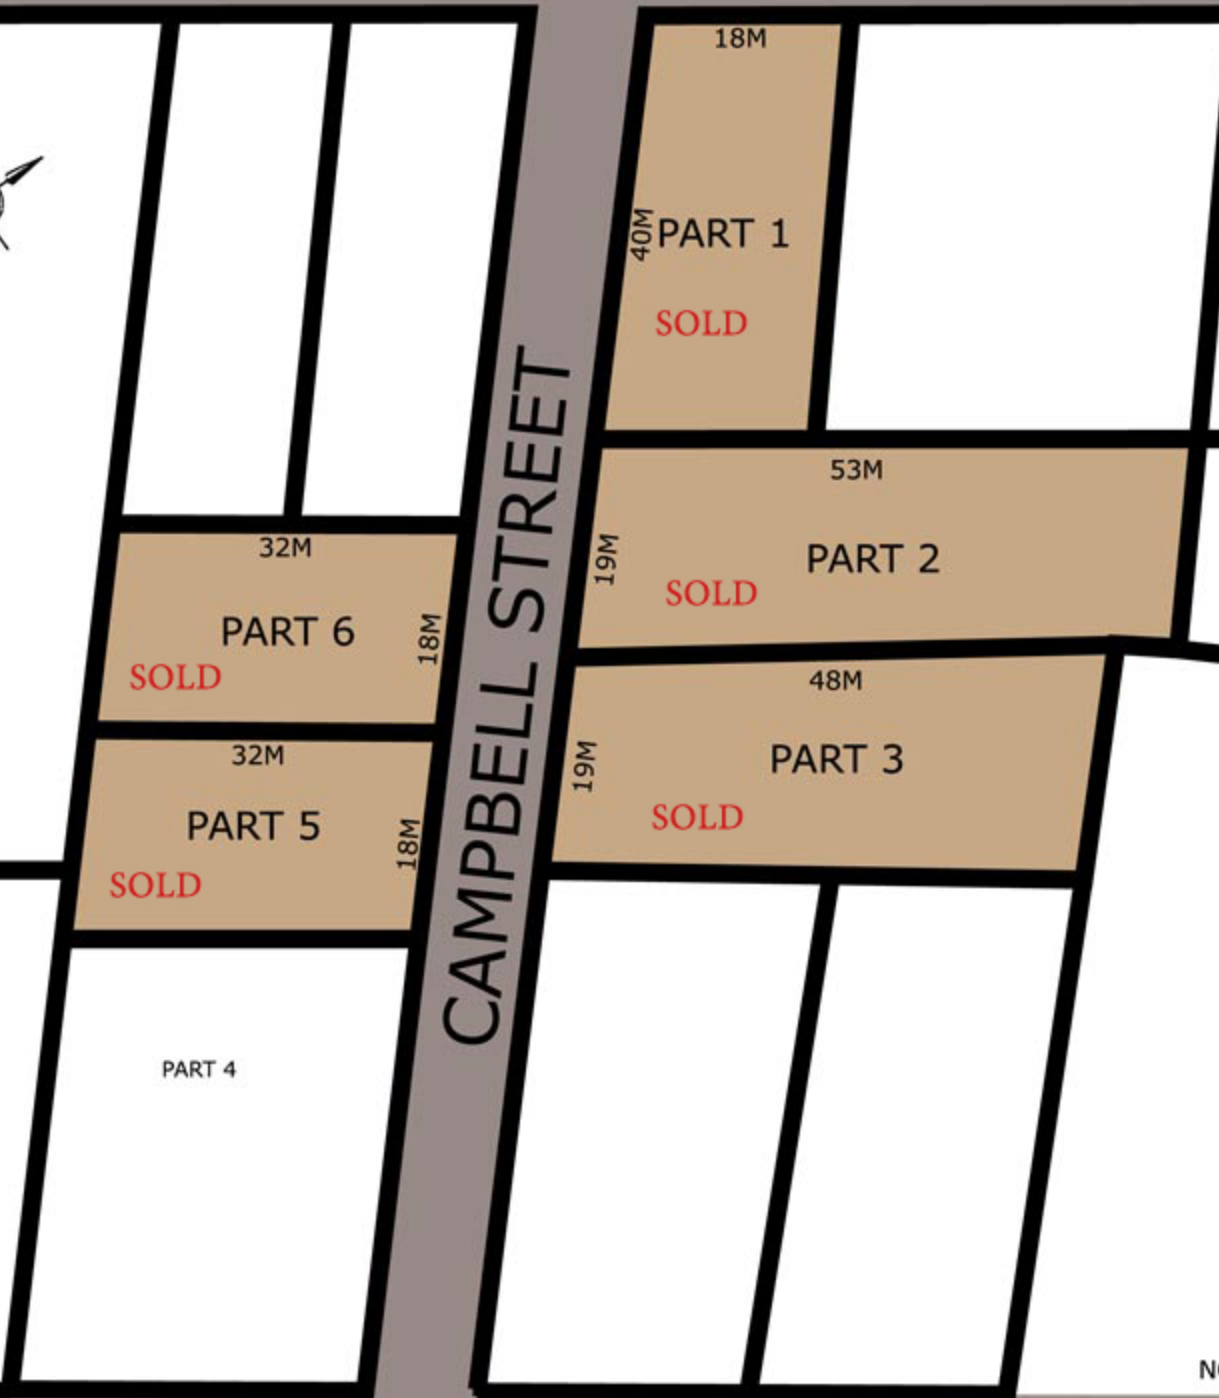 18M
40M
PART 1
SOLD
53M
19M
PART 2
SOLD
32M
PART 6
18M
SOLD
48M
19M
PART 3
SOLD
32M
PART 5
18M
SOLD
CAMPBELL STREET
PART 4